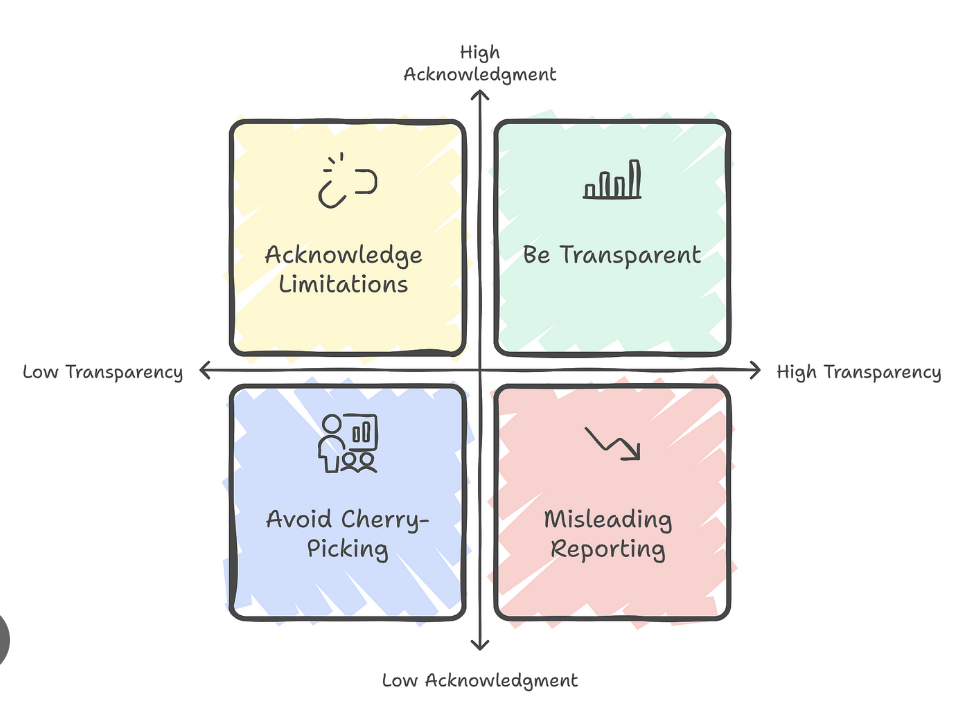 High
Acknowledgment
Acknowledge
Limitations
Be Transparent
Low Transparency
High Transparency
Avoid Cherry-
Picking
Misleading
Reporting
Low Acknowledgment